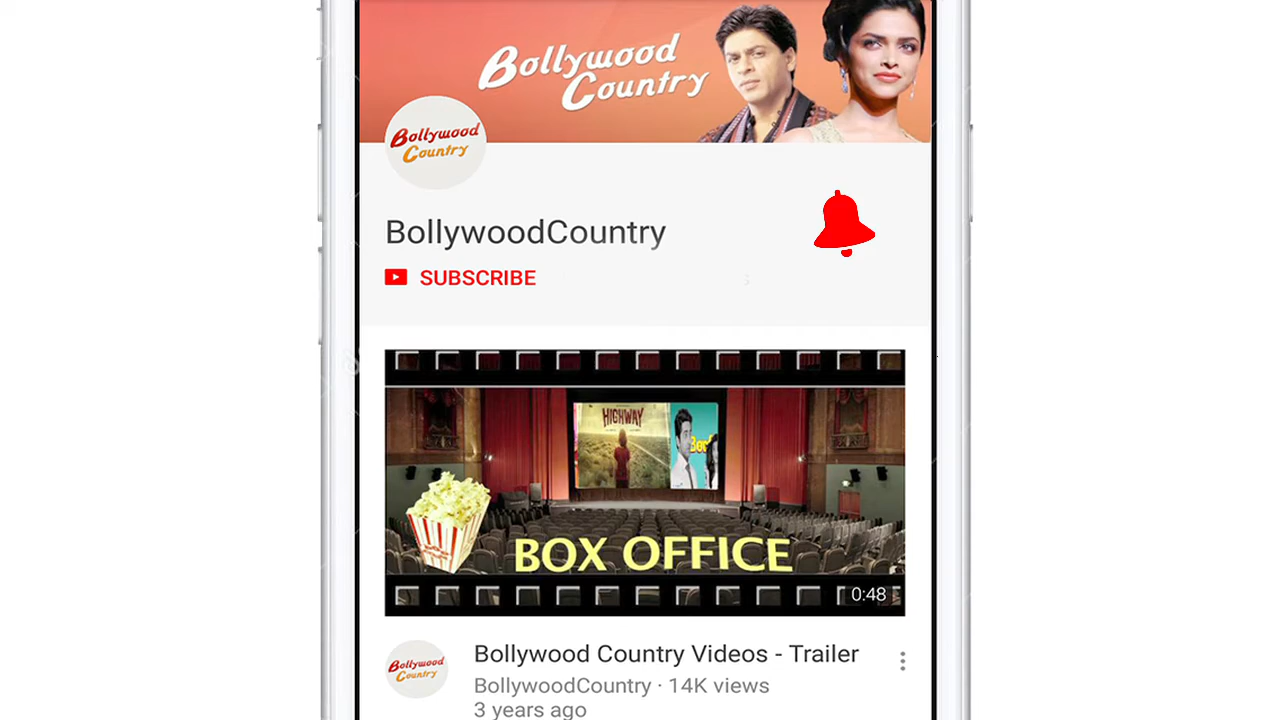 Bollywood
Country
Bollywood
Country
BollywoodCountry
SUBSCRIBE
HIGHWAY
BOX OFFICE
0:48
Bollywood
Country
Bollywood Country Videos - Trailer
BollywoodCountry · 14K views
3 years ago